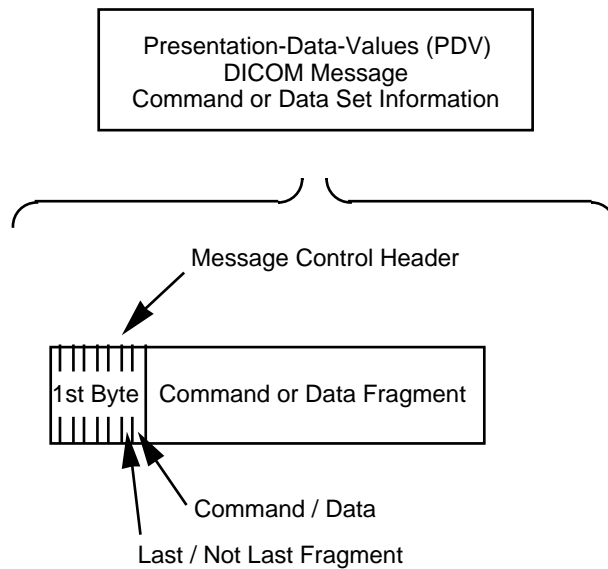 Presentation-Data-Values (PDV)
DICOM Message
Command or Data Set Information
Message Control Header
1st Byte
Command or Data Fragment
Command / Data
Last / Not Last Fragment